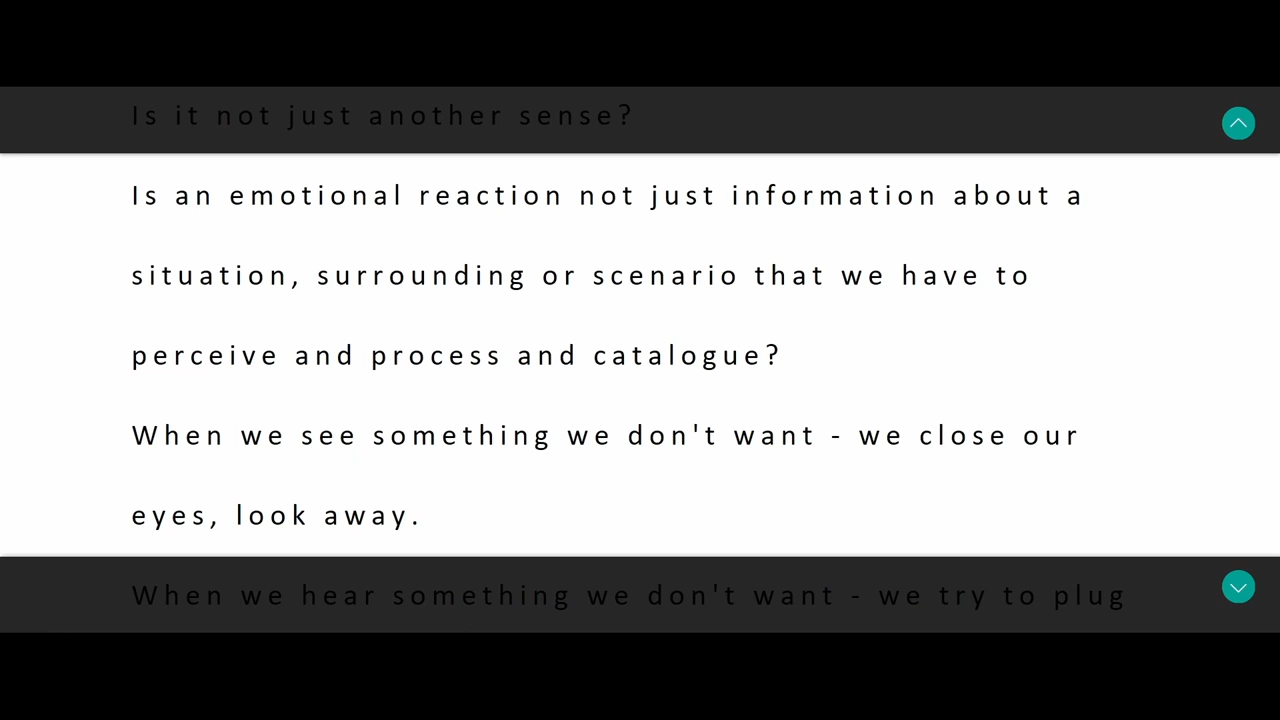 Is it not just another sense?
Is an emotional reaction not just information about a
situation, surrounding or scenario that we have to
perceive and process and catalogue?
When we see something we don't want - we close our
eyes, look away.
When we hear something we don't want - we try to plug